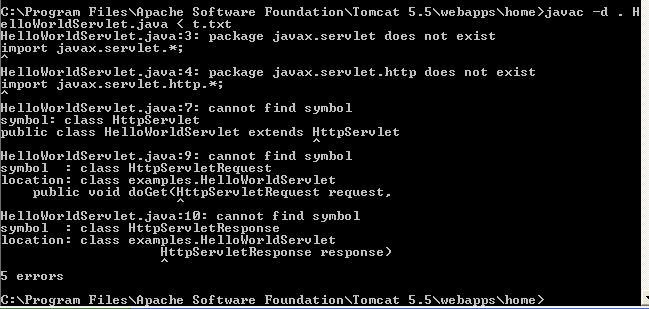 C:\Program Files\Apache Software Foundation\Tomcat 5.5\webapps\home>javac -d . H
elloWorldServlet.java < t.txt
HelloWorldServlet.java:3: package javax.servlet does not exist
import javax.servlet.*;
^
HelloWorldServlet.java:4: package javax.servlet.http does not exist
import javax.servlet.http.*;
^
HelloWorldServlet.java:7: cannot find symbol
symbol: class HttpServlet
public class HelloWorldServlet extends HttpServlet
                                       ^
HelloWorldServlet.java:9: cannot find symbol
symbol  : class HttpServletRequest
location: class examples.HelloWorldServlet
    public void doGet(HttpServletRequest request,
                      ^
HelloWorldServlet.java:10: cannot find symbol
symbol  : class HttpServletResponse
location: class examples.HelloWorldServlet
                    HttpServletResponse response)
                    ^
5 errors
C:\Program Files\Apache Software Foundation\Tomcat 5.5\webapps\home>